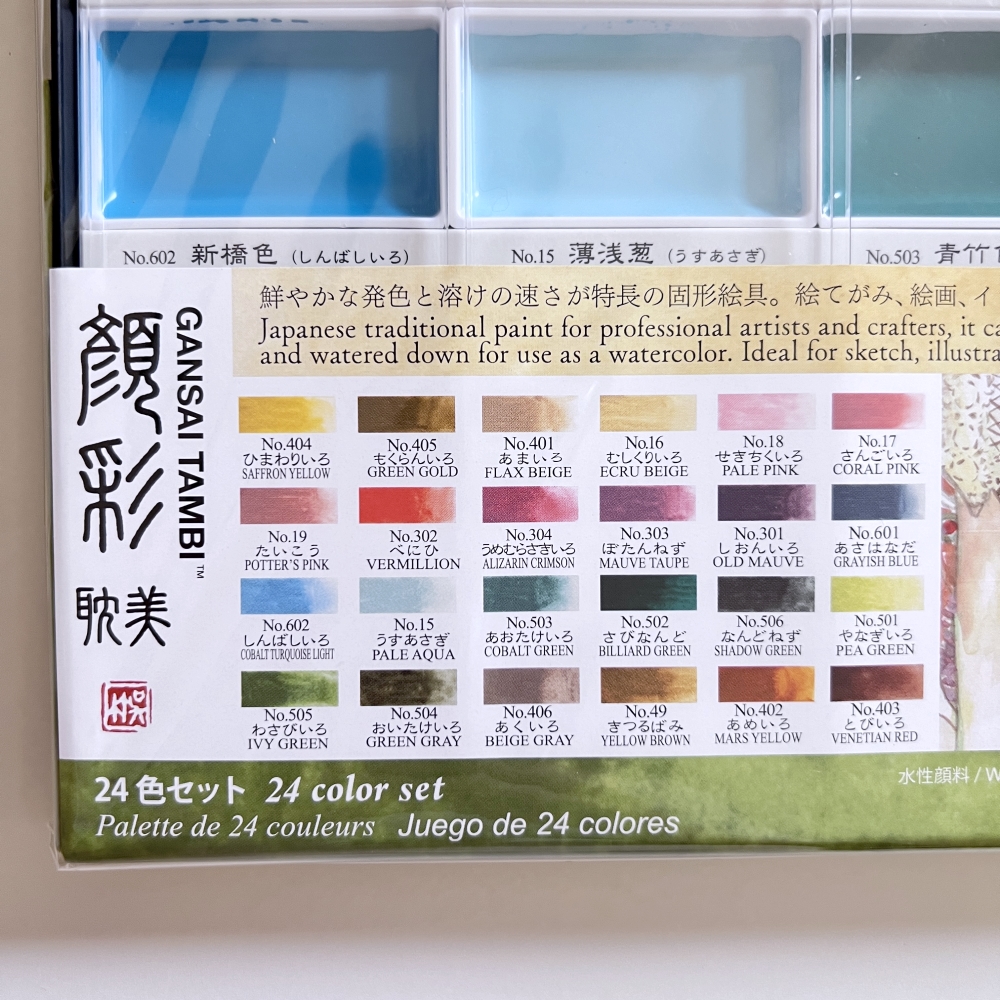 No.602 新橋色 (しんばしいろ)
No.15 薄浅葱 (うすあさぎ)
No.503 青竹
顔彩
耽美
GANSAI TAMBI™
鮮やかな発色と溶けの速さが特長の固形絵具。絵てがみ、絵画、イ
Japanese traditional paint for professional artists and crafters, it ca
and watered down for use as a watercolor. Ideal for sketch, illustra
No.404
ひまわりいろ
SAFFRON YELLOW
No.405
もくらんいろ
GREEN GOLD
No.401
あまいろ
FLAX BEIGE
No.16
むしくりいろ
ECRU BEIGE
No.18
せきちくいろ
PALE PINK
No.17
さんごいろ
CORAL PINK
No.19
たいこう
POTTER'S PINK
No.302
べにひ
VERMILLION
No.304
うめむらさきいろ
ALIZARIN CRIMSON
No.303
ぼたんねず
MAUVE TAUPE
No.301
しおんいろ
OLD MAUVE
No.601
あさはなだ
GRAYISH BLUE
No.602
しんばしいろ
COBALT TURQUOISE LIGHT
No.15
うすあさぎ
PALE AQUA
No.503
あおたけいろ
COBALT GREEN
No.502
さびなんど
BILLIARD GREEN
No.506
なんどねず
SHADOW GREEN
No.501
やなぎいろ
PEA GREEN
No.505
わさびいろ
IVY GREEN
No.504
おいたけいろ
GREEN GRAY
No.406
あくいろ
BEIGE GRAY
No.49
きつるばみ
YELLOW BROWN
No.402
あめいろ
MARS YELLOW
No.403
とびいろ
VENETIAN RED
24色セット 24 color set
Palette de 24 couleurs Juego de 24 colores
水性顔料 / W